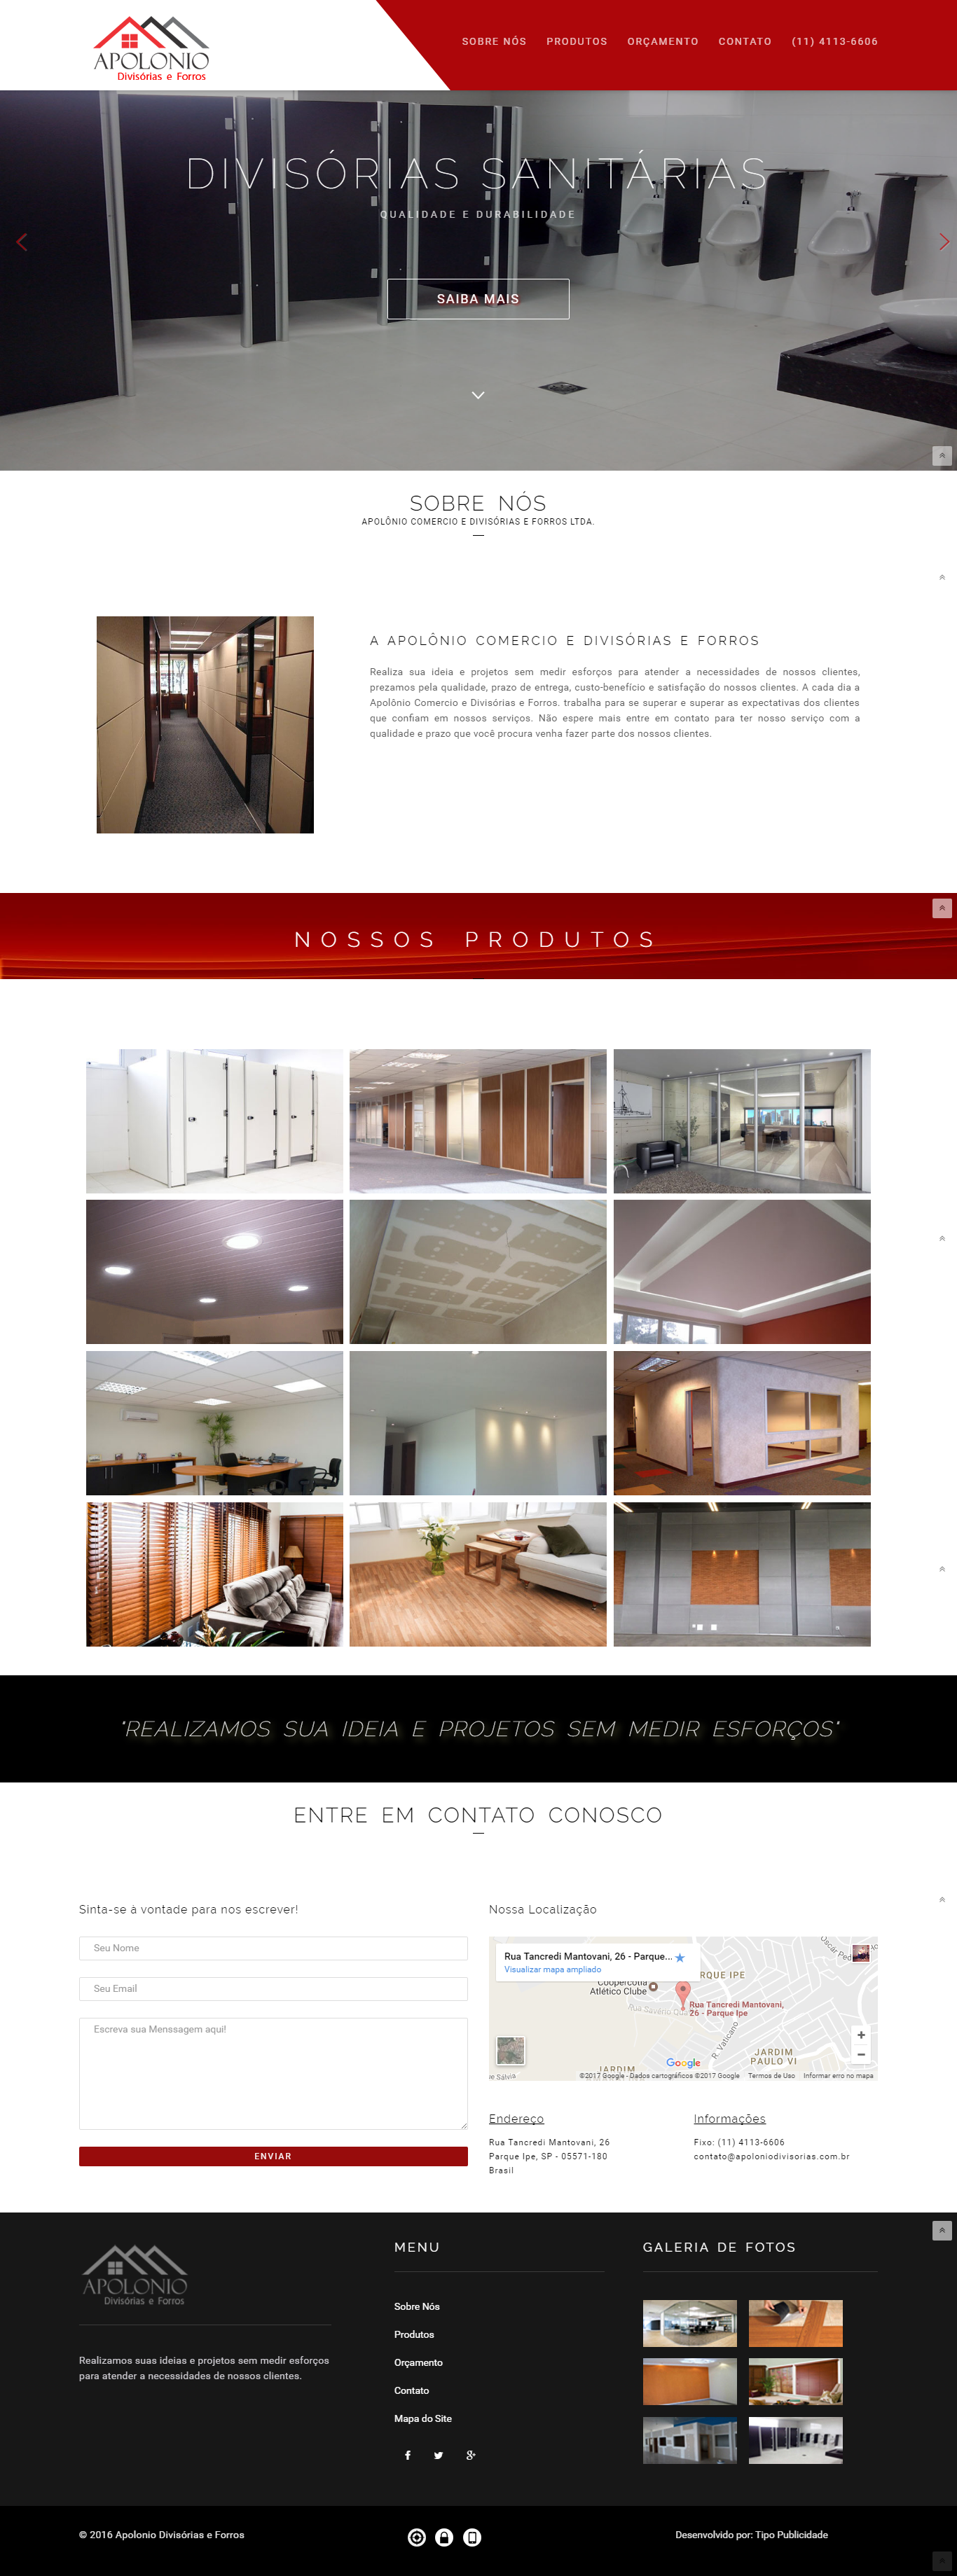 APOLONIO
Divisórias e Forros
SOBRE NÓS PRODUTOS ORÇAMENTO CONTATO (11) 4113-6606
DIVISÓRIAS SANITÁRIAS
QUALIDADE E DURABILIDADE
SAIBA MAIS
SOBRE NÓS
APOLÔNIO COMERCIO E DIVISÓRIAS E FORROS LTDA.
A APOLÔNIO COMERCIO E DIVISÓRIAS E FORROS
Realiza sua ideia e projetos sem medir esforços para atender a necessidades de nossos clientes,
prezamos pela qualidade, prazo de entrega, custo-benefício e satisfação do nossos clientes. A cada dia a
Apolônio Comercio e Divisórias e Forros. trabalha para se superar e superar as expectativas dos clientes
que confiam em nossos serviços. Não espere mais entre em contato para ter nosso serviço com a
qualidade e prazo que você procura venha fazer parte dos nossos clientes.
NOSSOS PRODUTOS
"REALIZAMOS SUA IDEIA E PROJETOS SEM MEDIR ESFORÇOS"
ENTRE EM CONTATO CONOSCO
Sinta-se à vontade para nos escrever!
Seu Nome
Seu Email
Escreva sua Menssagem aqui!
ENVIAR
Nossa Localização
Rua Tancredi Mantovani, 26 - Parque...
Visualizar mapa ampliado
Coopercotia
Atlético Clube
RQUE IPE
Rua Tancredi Mantovani,
26 - Parque Ipe
Rua Savério
R. Vaticano
JARDIM
PAULO VI
JARDIM
Google
©2017 Google - Dados cartográficos ©2017 Google Termos de Uso Informar erro no mapa
Endereço
Rua Tancredi Mantovani, 26
Parque Ipe, SP - 05571-180
Brasil
Informações
Fixo: (11) 4113-6606
contato@apoloniodivisorias.com.br
APOLONIO
Divisórias e Forros
Realizamos suas ideias e projetos sem medir esforços
para atender a necessidades de nossos clientes.
MENU
Sobre Nós
Produtos
Orçamento
Contato
Mapa do Site
GALERIA DE FOTOS
© 2016 Apolonio Divisórias e Forros
Desenvolvido por: Tipo Publicidade